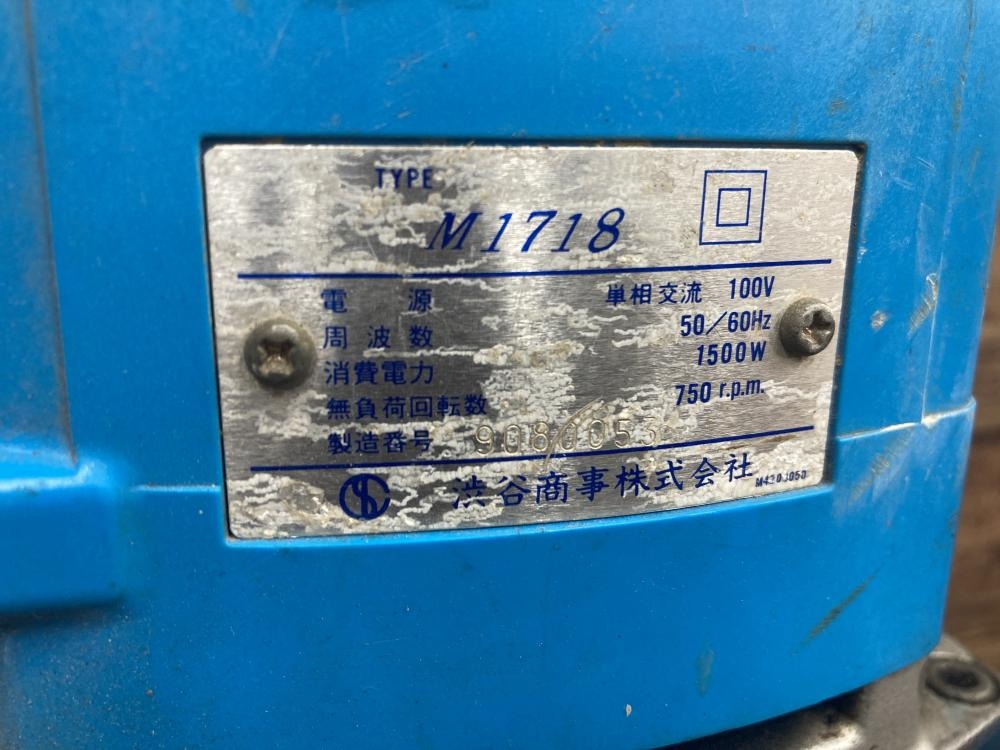 TYPE
M1718
電源 単相交流 100V
周波数 50/60Hz
消費電力 1500W
無負荷回転数 750 r.p.m.
製造番号 9080053
渋谷商事株式会社